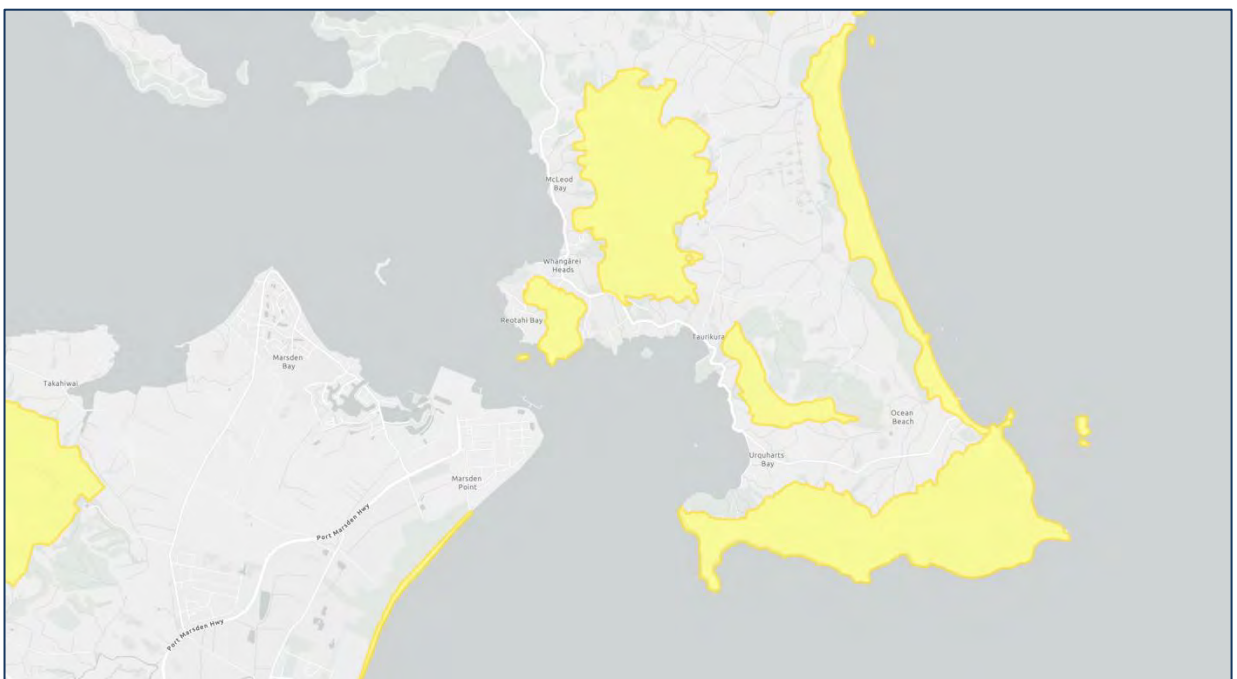 McLeod
Bay
Whangārei
Heads
Reotahi Bay
Taurikura
Marsden
Bay
Takahiwai
Ocean
Beach
Urquharts
Bay
Marsden
Point
Port Marsden Hwy
Port Marsden Hwy